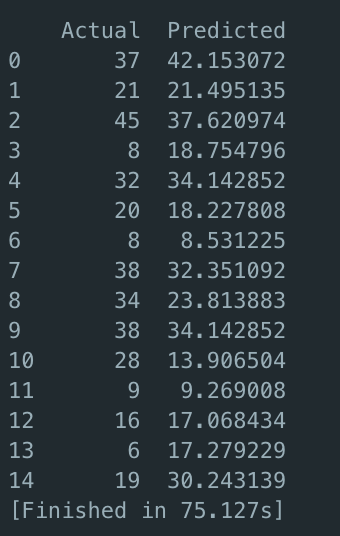 Actual Predicted
0 37 42.153072
1 21 21.495135
2 45 37.620974
3 8 18.754796
4 32 34.142852
5 20 18.227808
6 8 8.531225
7 38 32.351092
8 34 23.813883
9 38 34.142852
10 28 13.906504
11 9 9.269008
12 16 17.068434
13 6 17.279229
14 19 30.243139
[Finished in 75.127s]